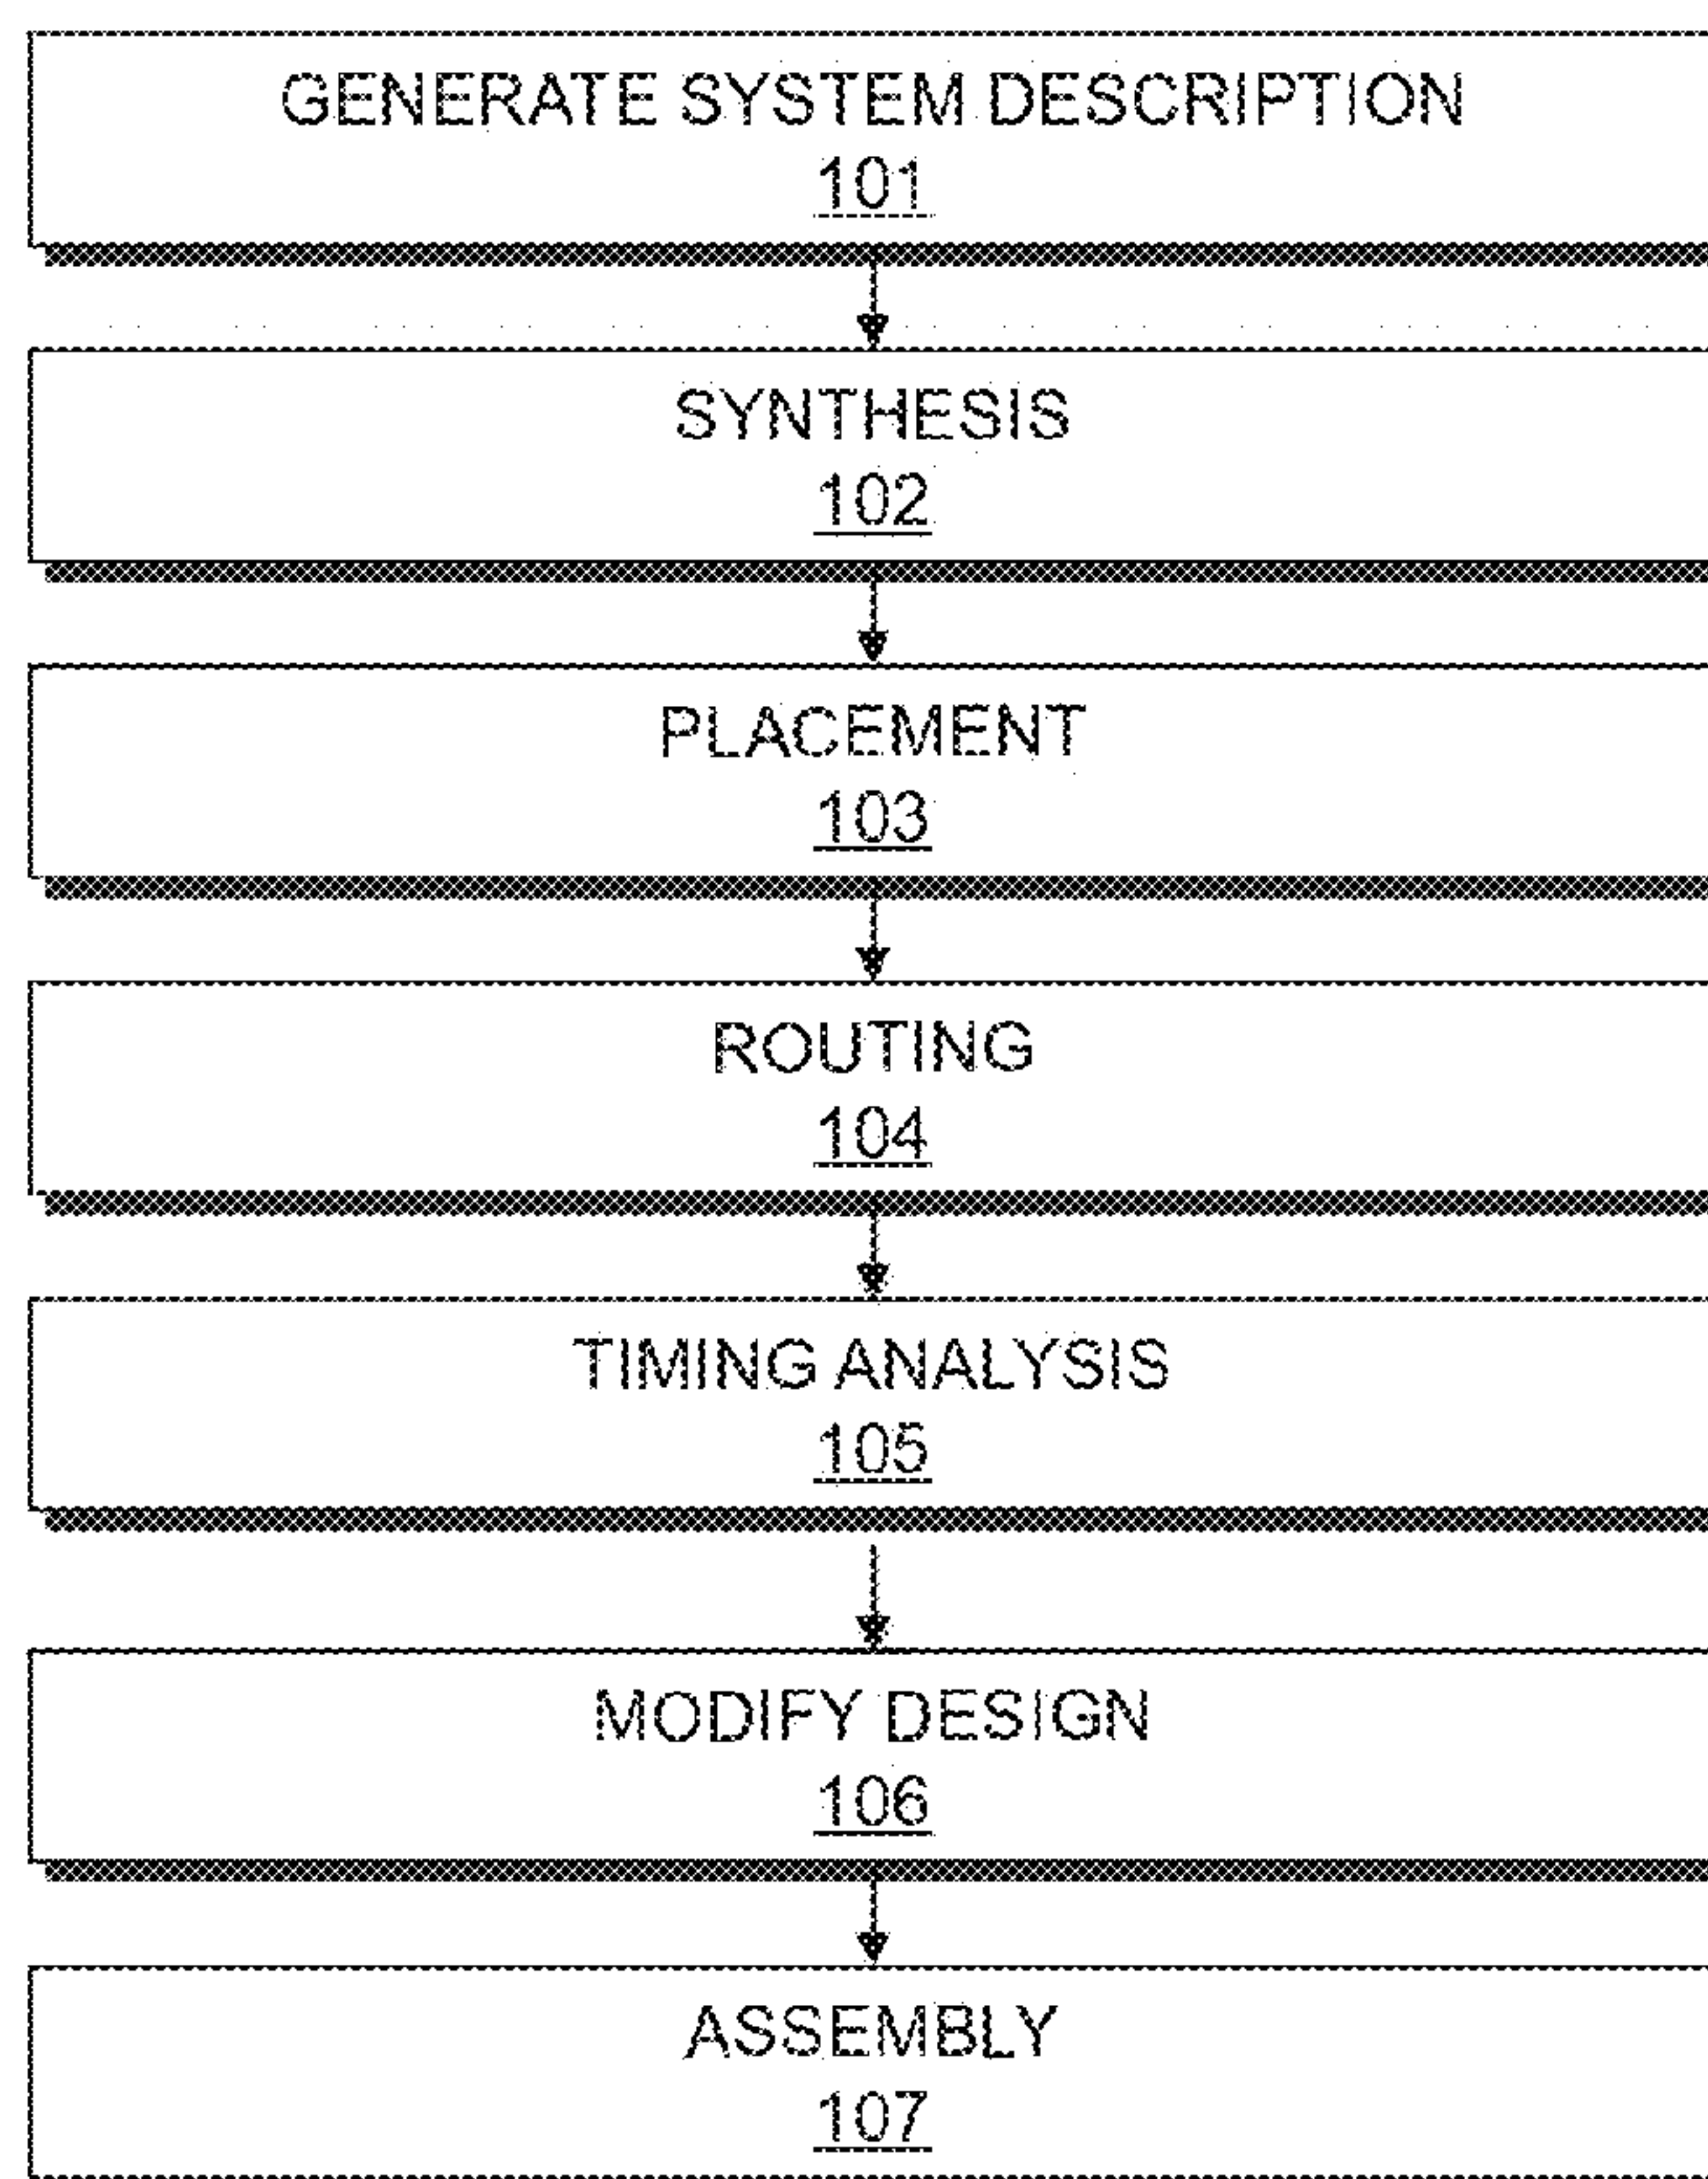 GENERATE SYSTEM DESCRIPTION
101
SYNTHESIS
102
PLACEMENT
103
ROUTING
104
TIMING ANALYSIS
105
MODIFY DESIGN
106
ASSEMBLY
107